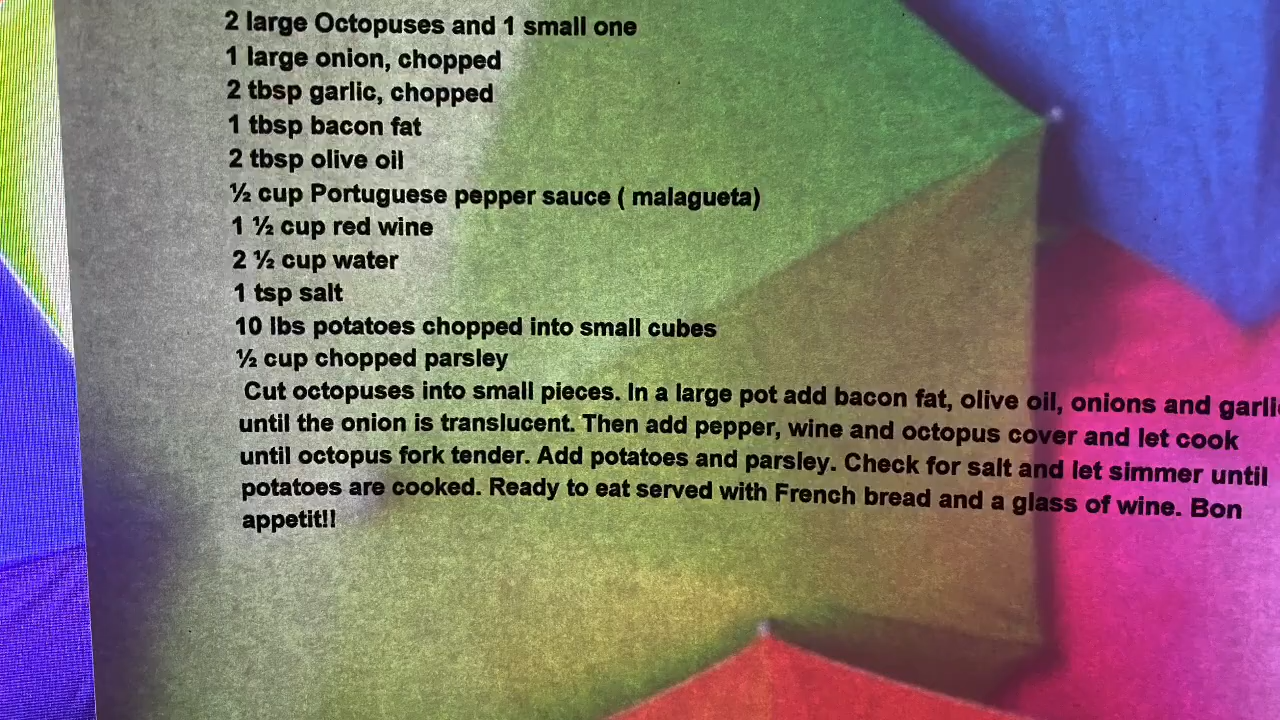 2 large Octopuses and 1 small one
1 large onion, chopped
2 tbsp garlic, chopped
1 tbsp bacon fat
2 tbsp olive oil
½ cup Portuguese pepper sauce ( malagueta)
1 ½ cup red wine
2 ½ cup water
1 tsp salt
10 lbs potatoes chopped into small cubes
½ cup chopped parsley
Cut octopuses into small pieces. In a large pot add bacon fat, olive oil, onions and garlic
until the onion is translucent. Then add pepper, wine and octopus cover and let cook
until octopus fork tender. Add potatoes and parsley. Check for salt and let simmer until
potatoes are cooked. Ready to eat served with French bread and a glass of wine. Bon
appetit!!